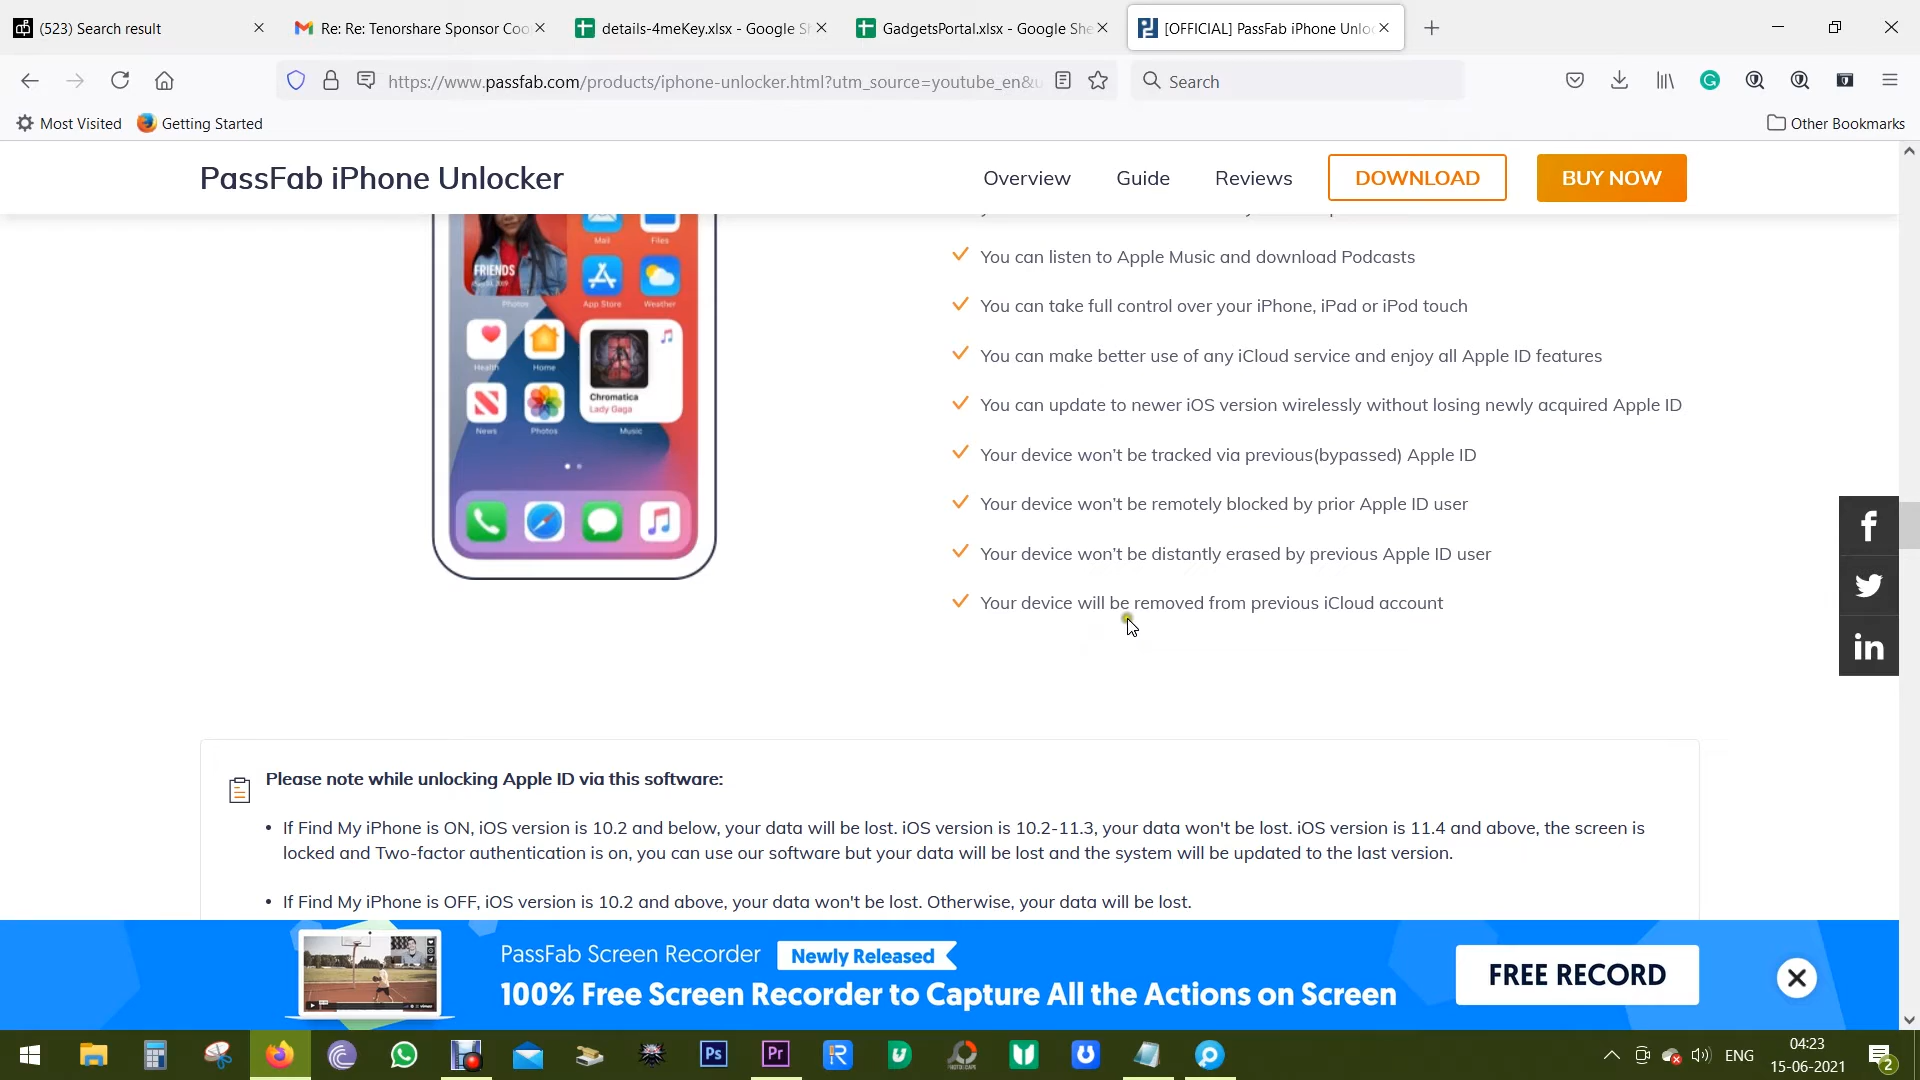 (523) Search result
Re: Re: Tenorshare Sponsor Coo
details-4meKey.xlsx - Google S
GadgetsPortal.xlsx - Google She
[OFFICIAL] PassFab iPhone Unlo
https://www.passfab.com/products/iphone-unlocker.html?utm_source=youtube_en&
Search
Most Visited
Getting Started
Other Bookmarks
PassFab iPhone Unlocker
Overview
Guide
Reviews
DOWNLOAD
BUY NOW
FRIENDS
Mail
Files
Photos
App Store
Weather
Health
Home
Chromatica
Lady Gaga
News
Photos
Music
You can listen to Apple Music and download Podcasts
You can take full control over your iPhone, iPad or iPod touch
You can make better use of any iCloud service and enjoy all Apple ID features
You can update to newer iOS version wirelessly without losing newly acquired Apple ID
Your device won't be tracked via previous(bypassed) Apple ID
Your device won't be remotely blocked by prior Apple ID user
Your device won't be distantly erased by previous Apple ID user
Your device will be removed from previous iCloud account
Please note while unlocking Apple ID via this software:
• If Find My iPhone is ON, iOS version is 10.2 and below, your data will be lost. iOS version is 10.2-11.3, your data won't be lost. iOS version is 11.4 and above, the screen is
locked and Two-factor authentication is on, you can use our software but your data will be lost and the system will be updated to the last version.
• If Find My iPhone is OFF, iOS version is 10.2 and above, your data won't be lost. Otherwise, your data will be lost.
PassFab Screen Recorder
Newly Released
100% Free Screen Recorder to Capture All the Actions on Screen
FREE RECORD
Ps
Pr
ENG
04:23
15-06-2021
2